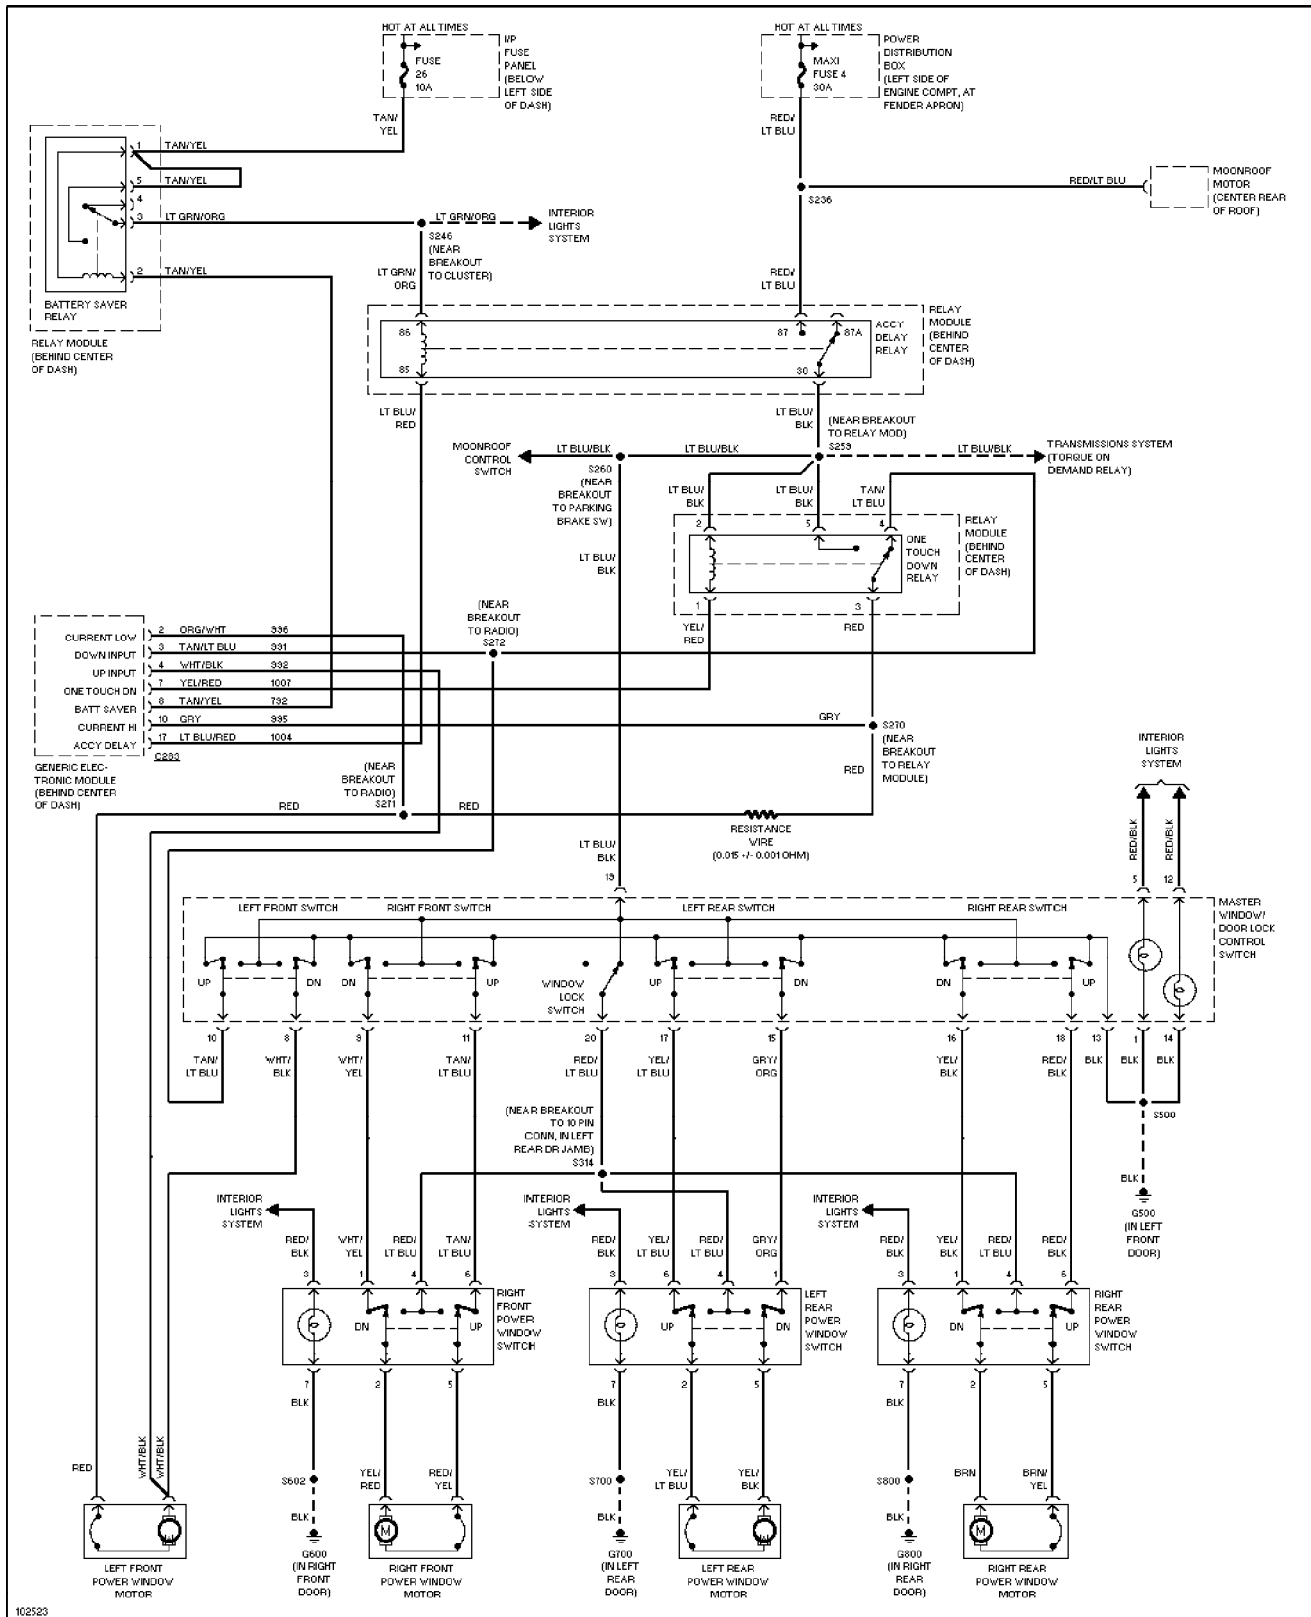 HOT AT ALL TIMES
I/P
FUSE
PANEL
(BELOW
LEFT SIDE
OF DASH)
FUSE
26
10A
TAN/
YEL
HOT AT ALL TIMES
POWER
DISTRIBUTION
BOX
(LEFT SIDE OF
ENGINE COMPT, AT
FENDER APRON)
MAXI
FUSE 4
30A
RED/
LT BLU
1 TAN/YEL
5 TAN/YEL
4
3 LT GRN/ORG
2 TAN/YEL
BATTERY SAVER
RELAY
RELAY MODULE
(BEHIND CENTER
OF DASH)
LT GRN/ORG
INTERIOR
LIGHTS
SYSTEM
S246
(NEAR
BREAKOUT
TO CLUSTER)
LT GRN/
ORG
S236
RED/LT BLU
MOONROOF
MOTOR
(CENTER REAR
OF ROOF)
RED/
LT BLU
86
85
87
87A
30
ACCY
DELAY
RELAY
RELAY
MODULE
(BEHIND
CENTER
OF DASH)
LT BLU/
RED
LT BLU/
BLK
(NEAR BREAKOUT
TO RELAY MOD)
S259
MOONROOF
CONTROL
SWITCH
LT BLU/BLK
LT BLU/BLK
LT BLU/BLK
TRANSMISSIONS SYSTEM
(TORQUE ON
DEMAND RELAY)
S260
(NEAR
BREAKOUT
TO PARKING
BRAKE SW)
LT BLU/
BLK
LT BLU/
BLK
LT BLU/
BLK
TAN/
LT BLU
2 5 4
ONE
TOUCH
DOWN
RELAY
RELAY
MODULE
(BEHIND
CENTER
OF DASH)
1 3
YEL/
RED
RED
(NEAR
BREAKOUT
TO RADIO)
S272
CURRENT LOW 2 ORG/WHT 996
DOWN INPUT 3 TAN/LT BLU 991
UP INPUT 4 WHT/BLK 992
ONE TOUCH DN 7 YEL/RED 1007
BATT SAVER 8 TAN/YEL 792
CURRENT HI 10 GRY 995
ACCY DELAY 17 LT BLU/RED 1004
C283
GENERIC ELEC-
TRONIC MODULE
(BEHIND CENTER
OF DASH)
GRY
S270
(NEAR
BREAKOUT
TO RELAY
MODULE)
RED
(NEAR
BREAKOUT
TO RADIO)
S271
RED
RED
RESISTANCE
WIRE
(0.015 +/- 0.001 OHM)
INTERIOR
LIGHTS
SYSTEM
RED/BLK
RED/BLK
LT BLU/
BLK
19
5 12
LEFT FRONT SWITCH
RIGHT FRONT SWITCH
LEFT REAR SWITCH
RIGHT REAR SWITCH
MASTER
WINDOW/
DOOR LOCK
CONTROL
SWITCH
UP DN DN UP
WINDOW
LOCK
SWITCH
UP DN DN UP
10 8 9 11 20 17 15 16 18 13 1 14
TAN/
LT BLU
WHT/
BLK
WHT/
YEL
TAN/
LT BLU
RED/
LT BLU
YEL/
LT BLU
GRY/
ORG
YEL/
BLK
RED/
BLK
BLK BLK BLK
S500
(NEAR BREAKOUT
TO 10 PIN
CONN, IN LEFT
REAR DR JAMB)
S314
BLK
G500
(IN LEFT
FRONT
DOOR)
INTERIOR
LIGHTS
SYSTEM
INTERIOR
LIGHTS
SYSTEM
INTERIOR
LIGHTS
SYSTEM
RED/
BLK
WHT/
YEL
RED/
LT BLU
TAN/
LT BLU
RED/
BLK
YEL/
LT BLU
RED/
LT BLU
GRY/
ORG
RED/
BLK
YEL/
BLK
RED/
LT BLU
RED/
BLK
3 1 4 6
3 6 4 1
3 1 4 6
DN UP
RIGHT
FRONT
POWER
WINDOW
SWITCH
UP DN
LEFT
REAR
POWER
WINDOW
SWITCH
DN UP
RIGHT
REAR
POWER
WINDOW
SWITCH
7 2 5
7 2 5
7 2 5
BLK
BLK
BLK
RED
WHT/BLK
WHT/BLK
S602
YEL/
RED
RED/
YEL
S700
YEL/
LT BLU
YEL/
BLK
S800
BRN
BRN/
YEL
BLK
BLK
BLK
M
M
M
M
LEFT FRONT
POWER WINDOW
MOTOR
G600
(IN RIGHT
FRONT
DOOR)
RIGHT FRONT
POWER WINDOW
MOTOR
G700
(IN LEFT
REAR
DOOR)
LEFT REAR
POWER WINDOW
MOTOR
G800
(IN RIGHT
REAR
DOOR)
RIGHT REAR
POWER WINDOW
MOTOR
102523